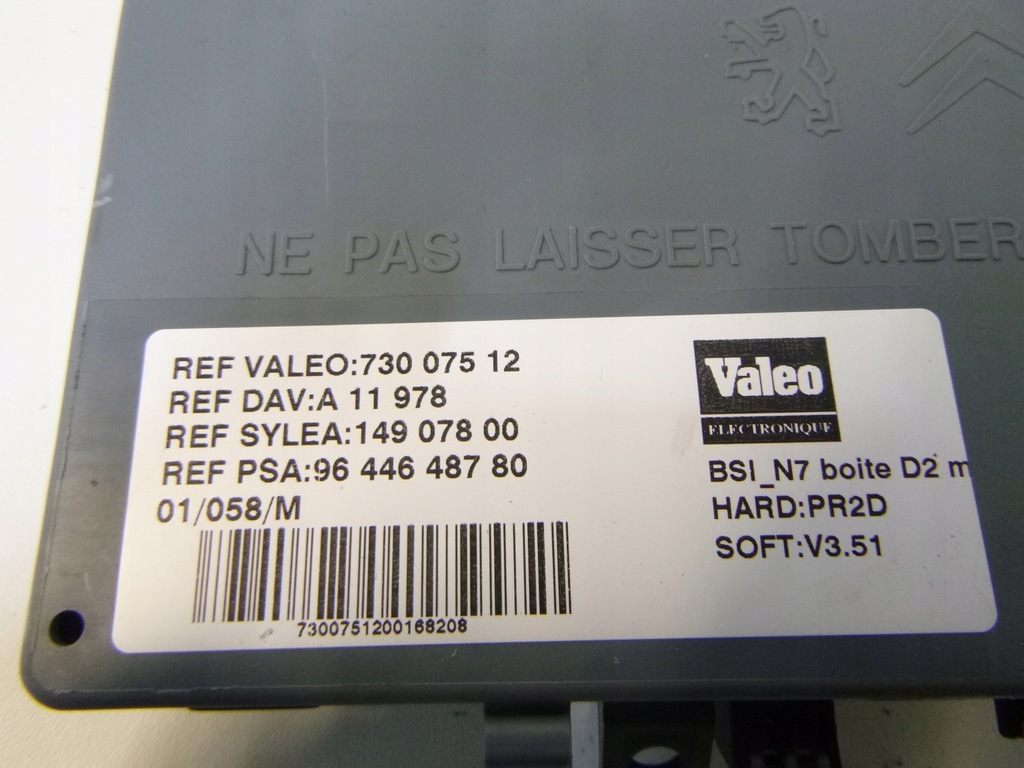 NE PAS LAISSER TOMBER
REF VALEO:730 075 12
REF DAV:A 11 978
REF SYLEA:149 078 00
REF PSA:96 446 487 80
01/058/M
7300751200168208
Valeo
ELECTRONIQUE
BSI_N7 boite D2 m
HARD:PR2D
SOFT:V3.51